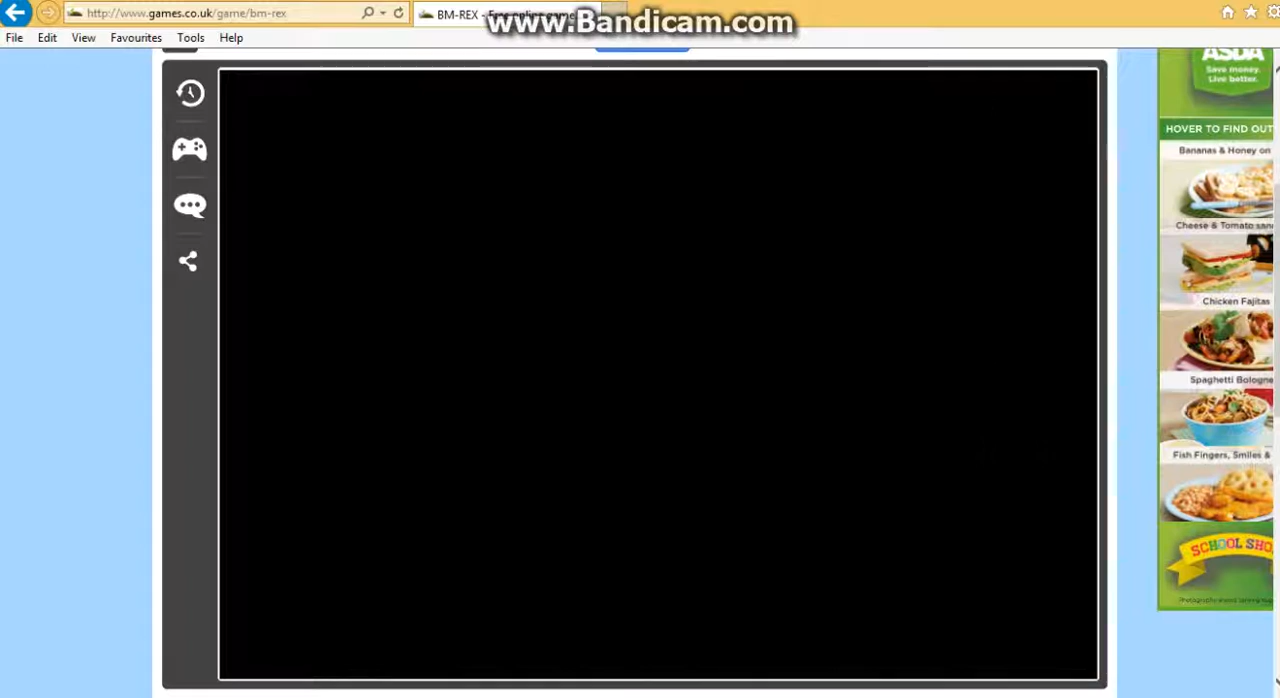 http://www.games.co.uk/game/bm-rex
BM-REX -
www.Bandicam.com
File Edit View Favourites Tools Help
ASDA
Save money.
Live better.
HOVER TO FIND OUT
Bananas & Honey on
Cheese & Tomato
Chicken Fajitas
Spaghetti Bologne
Fish Fingers, Smiles &
SCHOOL SHO